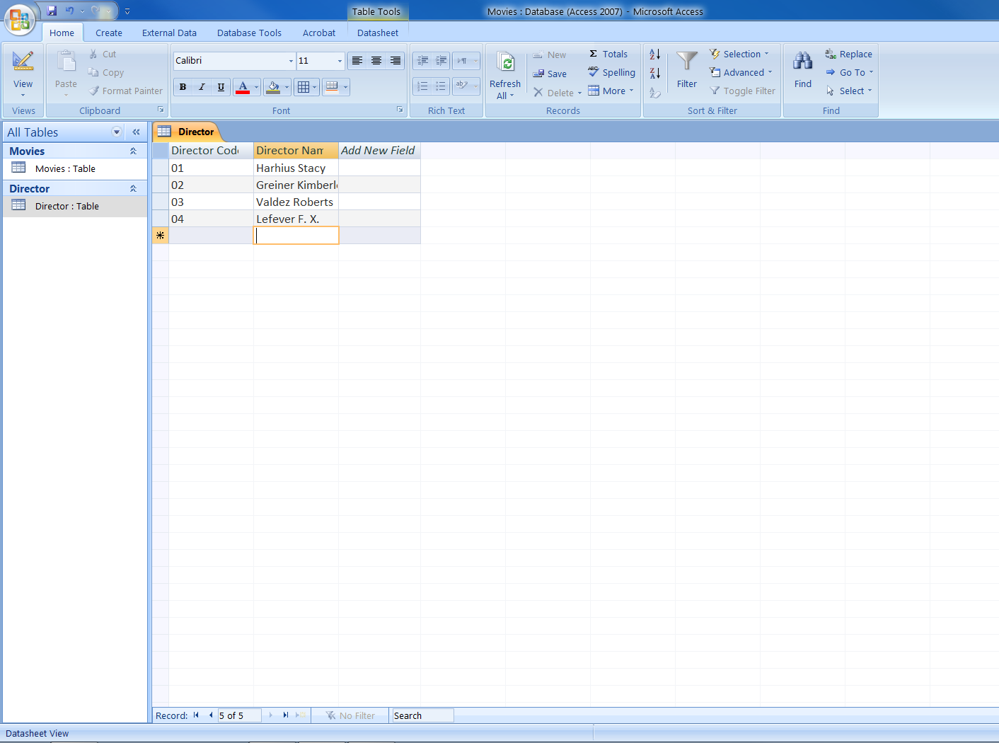 Table Tools
Movies : Database (Access 2007) - Microsoft Access
Home Create External Data Database Tools Acrobat Datasheet
View
Views
Paste
Cut
Copy
Format Painter
Clipboard
Calibri 11
B I U A
Font
Rich Text
Refresh
All
New
Save
Delete
Σ Totals
ABC Spelling
More
Records
A Z
Z A
Filter
Selection
Advanced
Toggle Filter
Sort & Filter
Find
Replace
Go To
Select
Find
All Tables
Movies
Movies : Table
Director
Director : Table
Director
Director Cod Director Nam Add New Field
01 Harhius Stacy
02 Greiner Kimberl
03 Valdez Roberts
04 Lefever F. X.
Record: 5 of 5 No Filter Search
Datasheet View